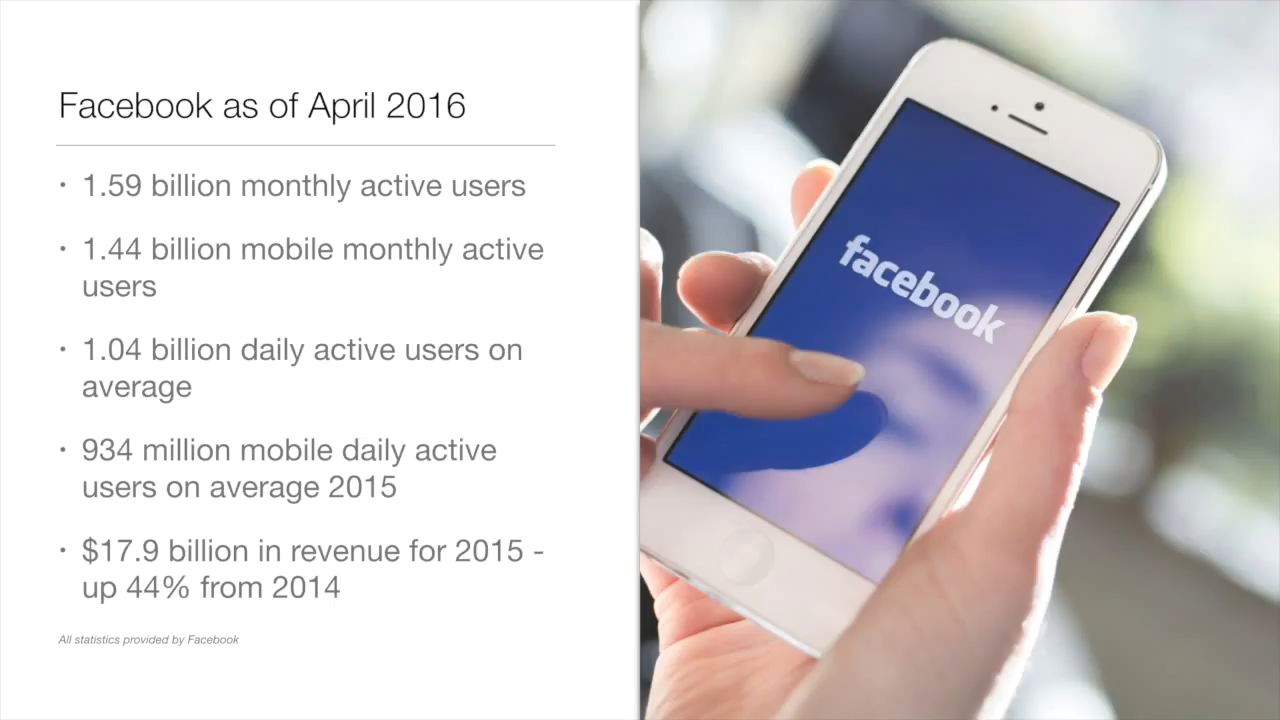 Facebook as of April 2016
• 1.59 billion monthly active users
• 1.44 billion mobile monthly active
users
• 1.04 billion daily active users on
average
• 934 million mobile daily active
users on average 2015
• $17.9 billion in revenue for 2015 -
up 44% from 2014
All statistics provided by Facebook
facebook